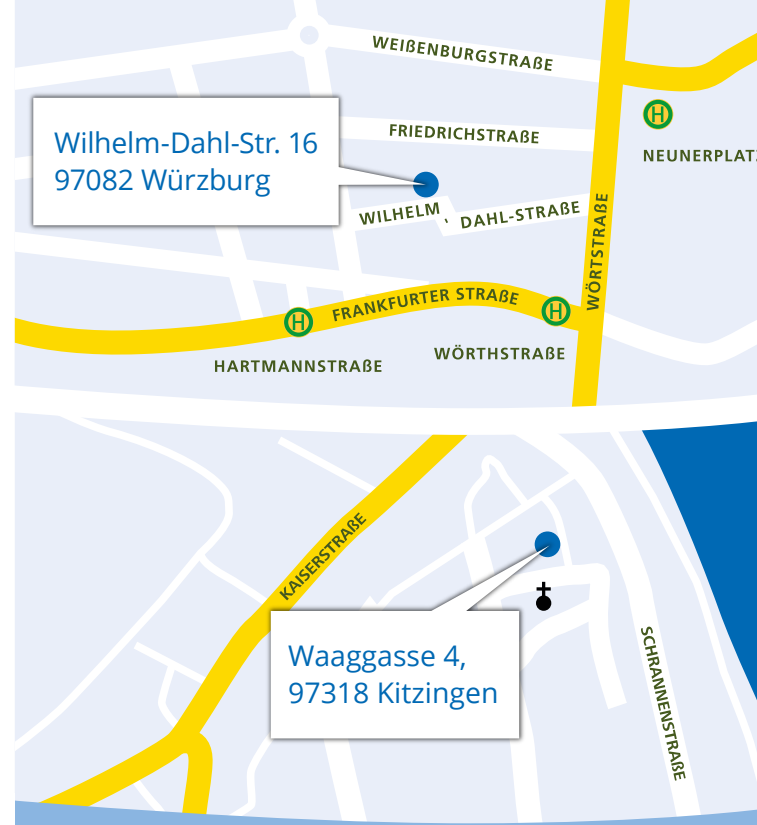 WEIßENBURGSTRAßE
H
Wilhelm-Dahl-Str. 16
97082 Würzburg
FRIEDRICHSTRAßE
NEUNERPLATZ
WILHELM - DAHL-STRAßE
WÖRTSTRAßE
FRANKFURTER STRAßE
H
H
HARTMANNSTRAßE
WÖRTHSTRAßE
KAISERSTRAßE
Waaggasse 4,
97318 Kitzingen
SCHRANNENSTRAßE